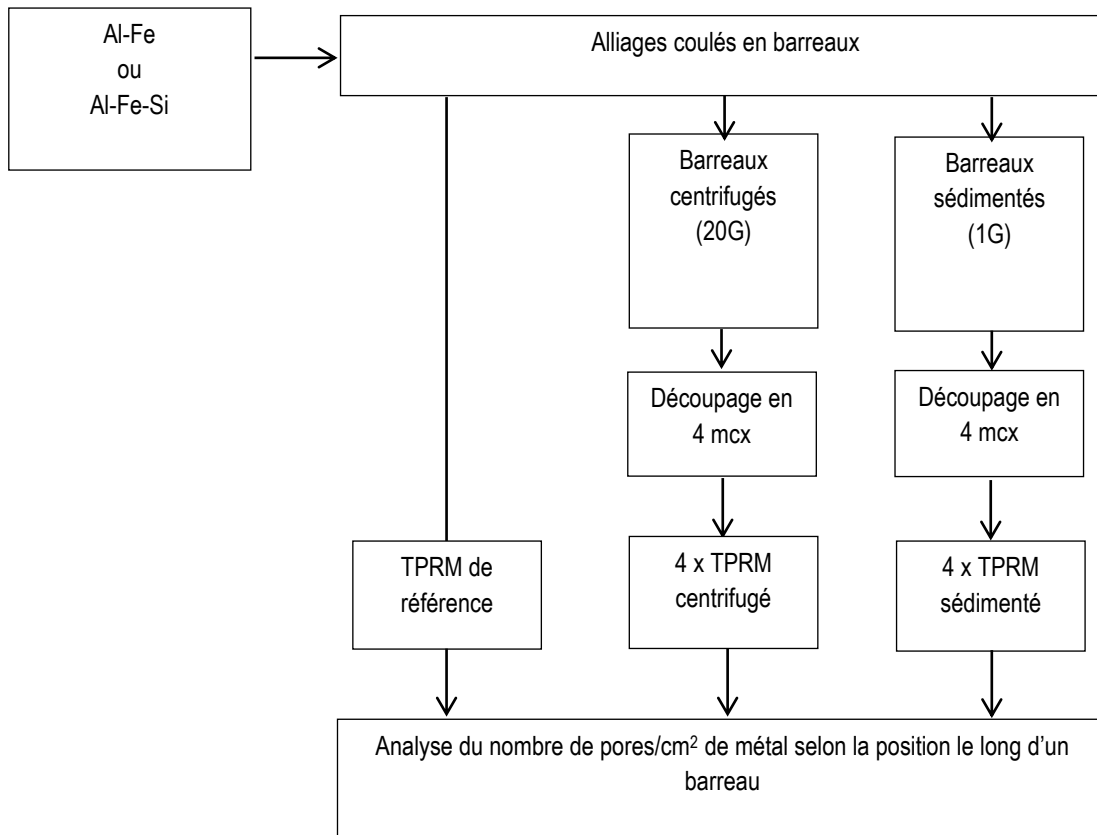 Al-Fe
ou
Al-Fe-Si
Alliages coulés en barreaux
Barreaux
centrifugés
(20G)
Barreaux
sédimentés
(1G)
Découpage en
4 mcx
Découpage en
4 mcx
TPRM de
référence
4 x TPRM
centrifugé
4 x TPRM
sédimenté
Analyse du nombre de pores/cm² de métal selon la position le long d’un
barreau